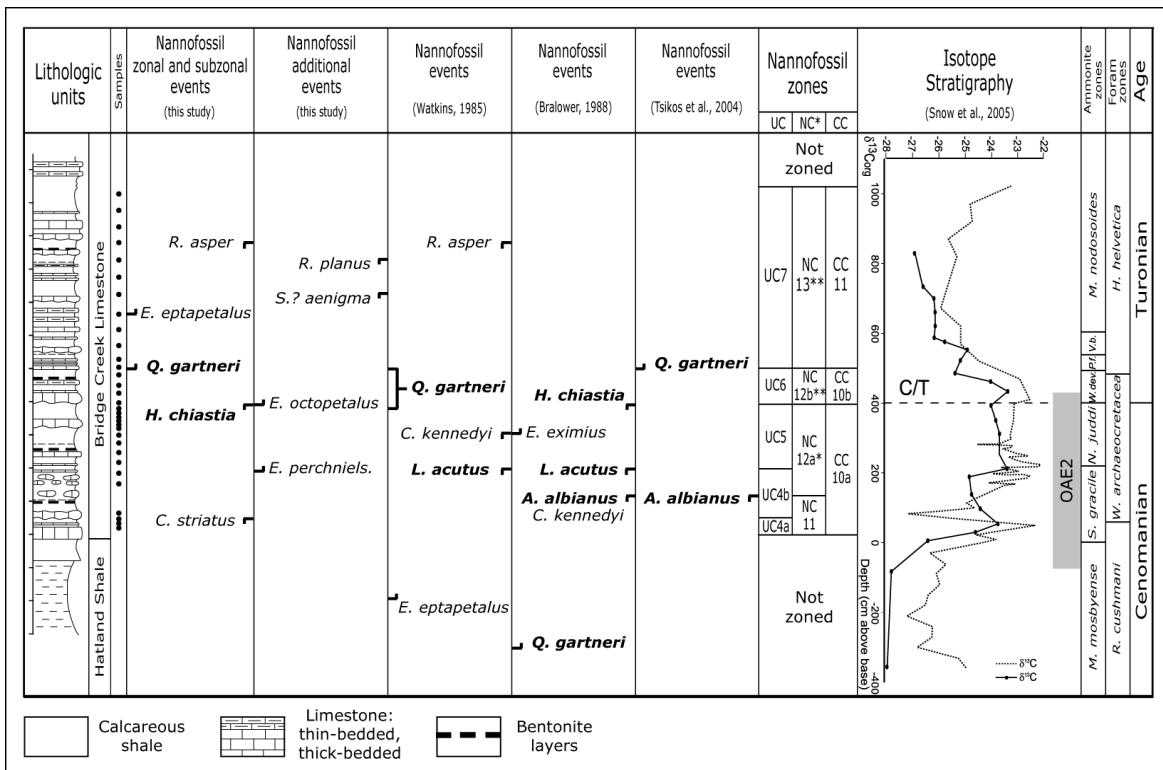 Lithologic
units
Samples
Nannofossil
zonal and subzonal
events
(this study)
Nannofossil
additional
events
(this study)
Nannofossil
events
(Watkins, 1985)
Nannofossil
events
(Bralower, 1988)
Nannofossil
events
(Tsikos et al., 2004)
Nannofossil
zones
UC NC* CC
Isotope
Stratigraphy
(Snow et al., 2005)
Ammonite
zones
Foram
zones
Age
Bridge Creek Limestone
Hatland Shale
R. asper
E. eptapetalus
Q. gartneri
H. chiastia
C. striatus
R. planus
S.? aenigma
E. octopetalus
E. perchniels.
R. asper
Q. gartneri
C. kennedyi
L. acutus
E. eptapetalus
H. chiastia
E. eximius
L. acutus
A. albianus
C. kennedyi
Q. gartneri
Q. gartneri
A. albianus
Not
zoned
UC7
NC
13**
CC
11
UC6
NC
12b**
CC
10b
UC5
NC
12a*
CC
10a
UC4b
UC4a
NC
11
Not
zoned
δ¹³Corg
-28 -27 -26 -25 -24 -23 -22
1000
800
600
400
200
0
-200
-400
Depth (cm above base)
C/T
δ¹³C
δ¹³C
OAE2
M. nodosoides
V.b.
P.f.
W.dev.
N. juddi
S. gracile
M. mosbyense
H. helvetica
W. archaeocretacea
R. cushmani
Turonian
Cenomanian
Calcareous
shale
Limestone:
thin-bedded,
thick-bedded
Bentonite
layers